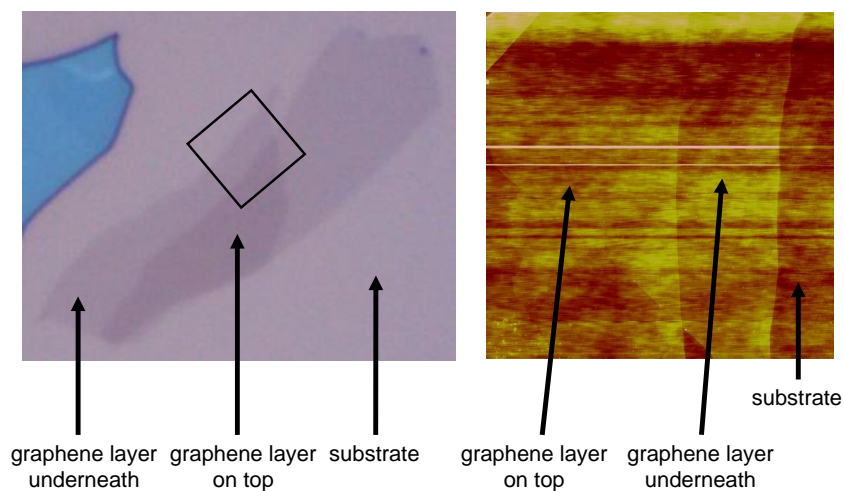 substrate
graphene layer
underneath
graphene layer
on top
substrate
graphene layer
on top
graphene layer
underneath